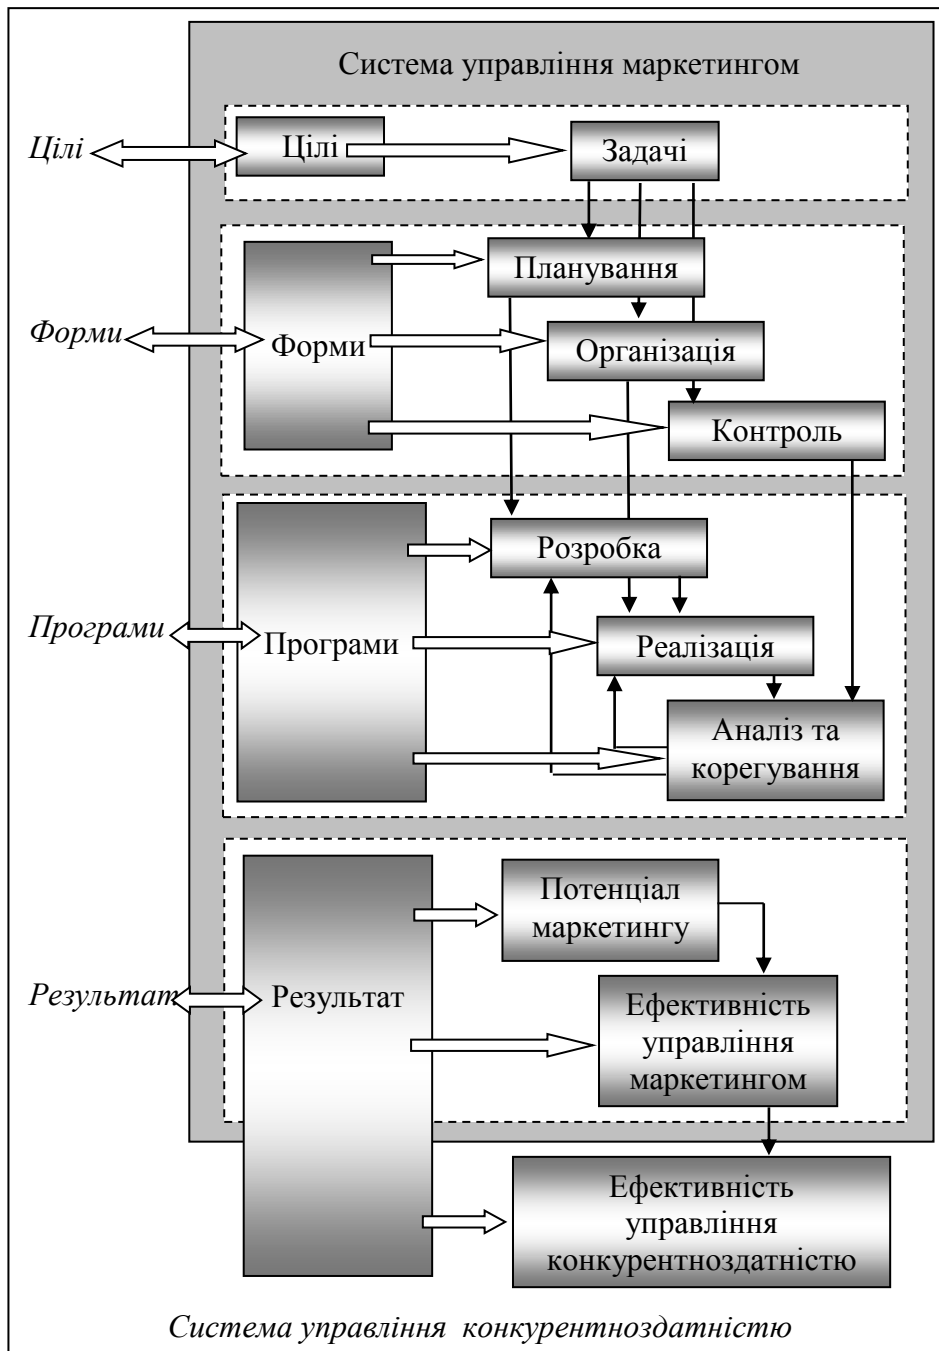 Система управління маркетингом
Цілі
Цілі
Задачі
Планування
Форми
Форми
Організація
Контроль
Розробка
Програми
Програми
Реалізація
Аналіз та
корегування
Потенціал
маркетингу
Результат
Результат
Ефективність
управління
маркетингом
Ефективність
управління
конкурентноздатністю
Система управління конкурентноздатністю